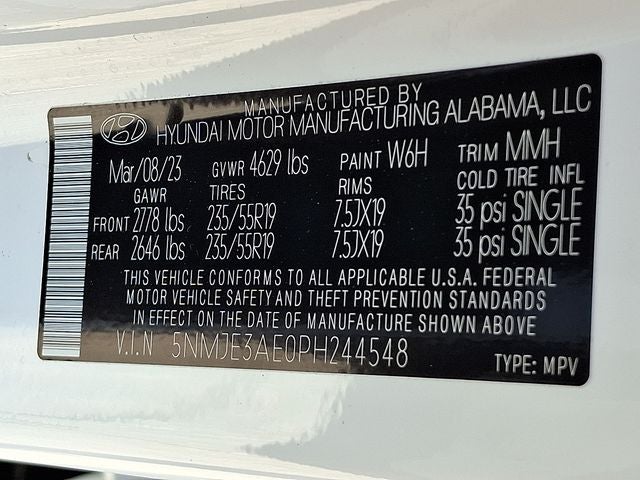 MANUFACTURED BY
HYUNDAI MOTOR MANUFACTURING ALABAMA, LLC
Mar/08/23 GVWR 4629 lbs PAINT W6H TRIM MMH
GAWR TIRES RIMS COLD TIRE INFL
FRONT 2778 lbs 235/55R19 7.5JX19 35 psi SINGLE
REAR 2646 lbs 235/55R19 7.5JX19 35 psi SINGLE
THIS VEHICLE CONFORMS TO ALL APPLICABLE U.S.A. FEDERAL
MOTOR VEHICLE SAFETY AND THEFT PREVENTION STANDARDS
IN EFFECT ON THE DATE OF MANUFACTURE SHOWN ABOVE
V.I.N 5NMJE3AE0PH244548 TYPE: MPV